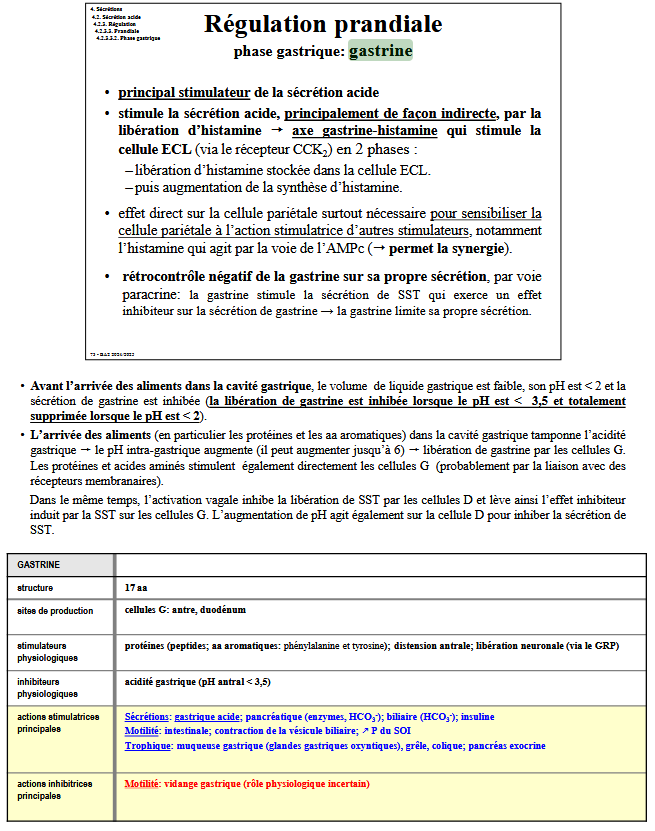 4. Sécrétions
4.2. Sécrétion acide
4.2.3. Régulation
4.2.3.3. Prandiale
4.2.3.3.2. Phase gastrique
Régulation prandiale
phase gastrique: gastrine
• principal stimulateur de la sécrétion acide
• stimule la sécrétion acide, principalement de façon indirecte, par la
libération d'histamine → axe gastrine-histamine qui stimule la
cellule ECL (via le récepteur CCK₂) en 2 phases :
– libération d'histamine stockée dans la cellule ECL.
– puis augmentation de la synthèse d'histamine.
• effet direct sur la cellule pariétale surtout nécessaire pour sensibiliser la
cellule pariétale à l'action stimulatrice d'autres stimulateurs, notamment
l'histamine qui agit par la voie de l'AMPc (→ permet la synergie).
• rétrocontrôle négatif de la gastrine sur sa propre sécrétion, par voie
paracrine: la gastrine stimule la sécrétion de SST qui exerce un effet
inhibiteur sur la sécrétion de gastrine → la gastrine limite sa propre sécrétion.
• Avant l'arrivée des aliments dans la cavité gastrique, le volume de liquide gastrique est faible, son pH est < 2 et la
sécrétion de gastrine est inhibée (la libération de gastrine est inhibée lorsque le pH est < 3,5 et totalement
supprimée lorsque le pH est < 2).
• L'arrivée des aliments (en particulier les protéines et les aa aromatiques) dans la cavité gastrique tamponne l'acidité
gastrique → le pH intra-gastrique augmente (il peut augmenter jusqu'à 6) → libération de gastrine par les cellules G.
Les protéines et acides aminés stimulent également directement les cellules G (probablement par la liaison avec des
récepteurs membranaires).
Dans le même temps, l'activation vagale inhibe la libération de SST par les cellules D et lève ainsi l'effet inhibiteur
induit par la SST sur les cellules G. L'augmentation de pH agit également sur la cellule D pour inhiber la sécrétion de
SST.
GASTRINE
structure 17 aa
sites de production cellules G: antre, duodénum
stimulateurs physiologiques protéines (peptides; aa aromatiques: phénylalanine et tyrosine); distension antrale; libération neuronale (via le GRP)
inhibiteurs physiologiques acidité gastrique (pH antral < 3,5)
actions stimulatrices principales Sécrétions: gastrique acide; pancréatique (enzymes, HCO₃⁻); biliaire (HCO₃⁻); insuline
Motilité: intestinale; contraction de la vésicule biliaire; ↗ P du SOI
Trophique: muqueuse gastrique (glandes gastriques oxyntiques), grêle, colique; pancréas exocrine
actions inhibitrices principales Motilité: vidange gastrique (rôle physiologique incertain)